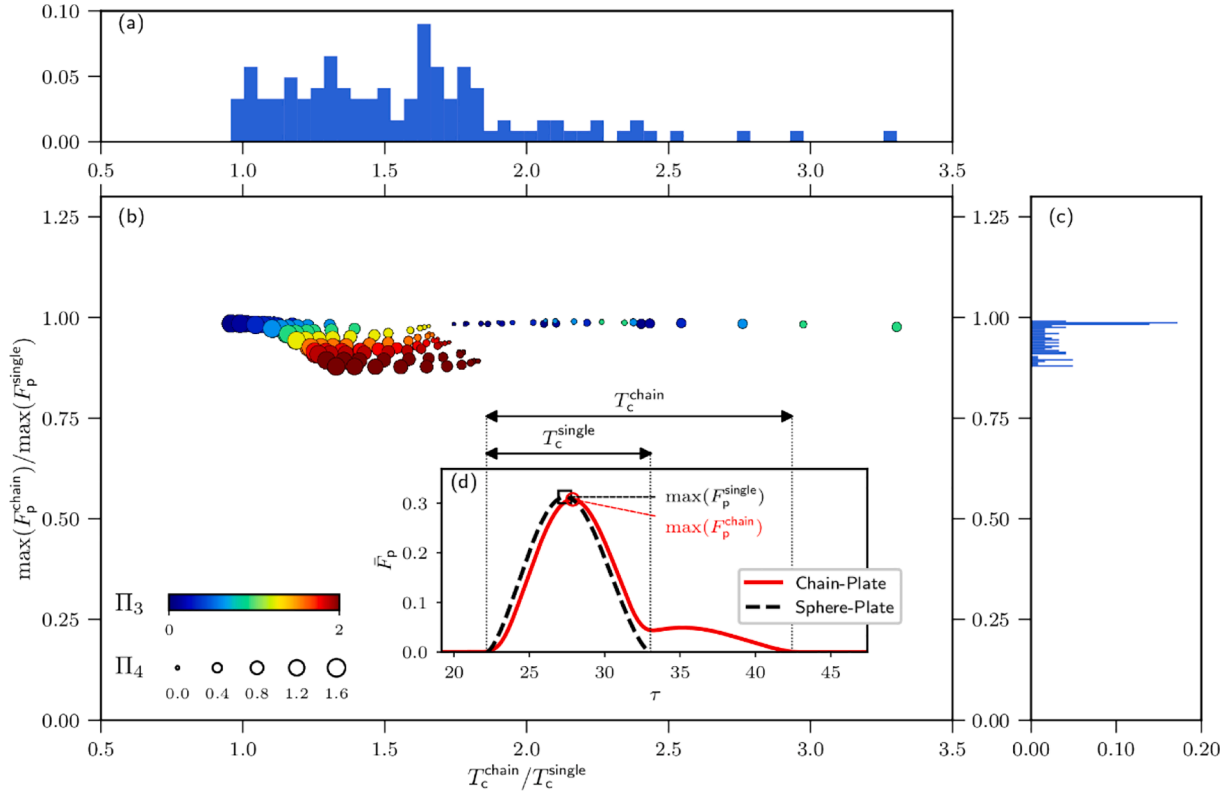 (a)
0.10
0.05
0.00
0.5 1.0 1.5 2.0 2.5 3.0 3.5
(b)
1.25
1.00
0.75
0.50
0.25
0.00
max(F_p^chain)/max(F_p^single)
0.5 1.0 1.5 2.0 2.5 3.0 3.5
T_c^chain/T_c^single
Π₃
0 2
Π₄
0.0 0.4 0.8 1.2 1.6
T_c^chain
T_c^single
(d)
max(F_p^single)
max(F_p^chain)
0.3
0.2
0.1
0.0
F̄_p
Chain-Plate
Sphere-Plate
20 25 30 35 40 45
τ
(c)
1.25
1.00
0.75
0.50
0.25
0.00
0.00 0.10 0.20